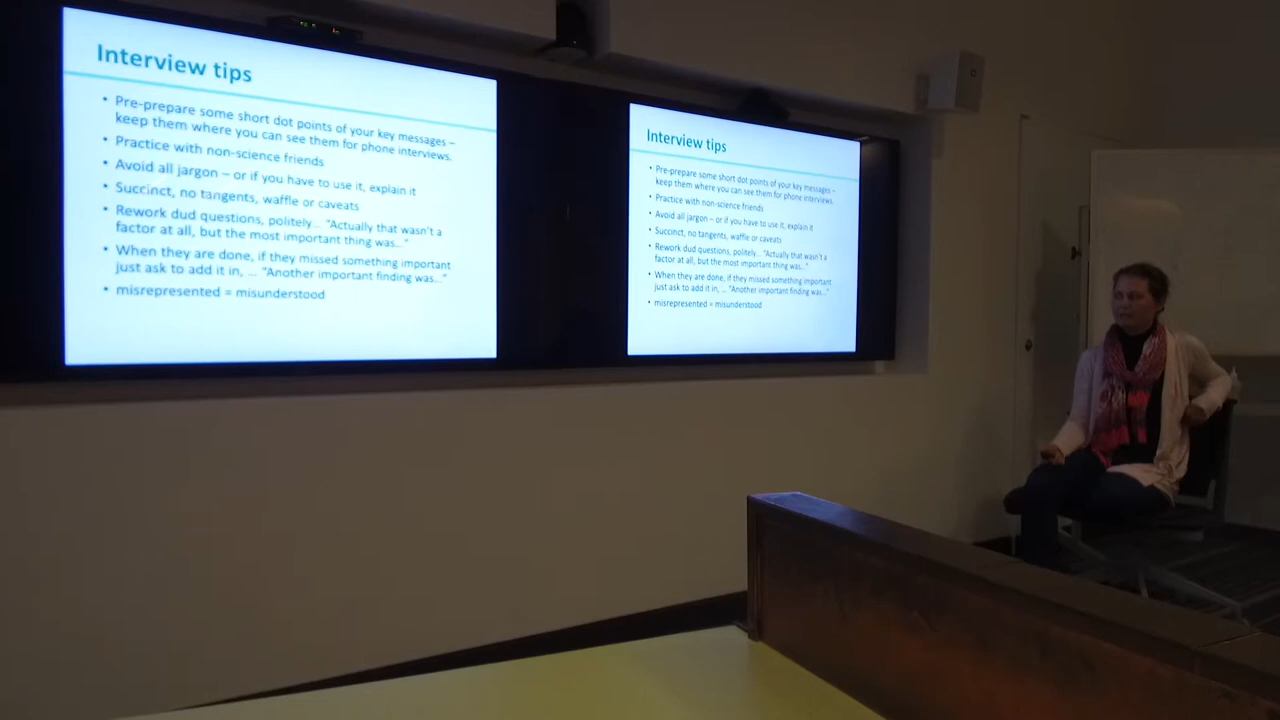 Interview tips
• Pre-prepare some short dot points of your key messages –
keep them where you can see them for phone interviews.
• Practice with non-science friends
• Avoid all jargon – or if you have to use it, explain it
• Succinct, no tangents, waffle or caveats
• Rework dud questions, politely... "Actually that wasn't a
factor at all, but the most important thing was..."
• When they are done, if they missed something important
just ask to add it in, ... "Another important finding was..."
• misrepresented = misunderstood
Interview tips
• Pre-prepare some short dot points of your key messages –
keep them where you can see them for phone interviews.
• Practice with non-science friends
• Avoid all jargon – or if you have to use it, explain it
• Succinct, no tangents, waffle or caveats
• Rework dud questions, politely... "Actually that wasn't a
factor at all, but the most important thing was..."
• When they are done, if they missed something important
just ask to add it in, ... "Another important finding was..."
• misrepresented = misunderstood